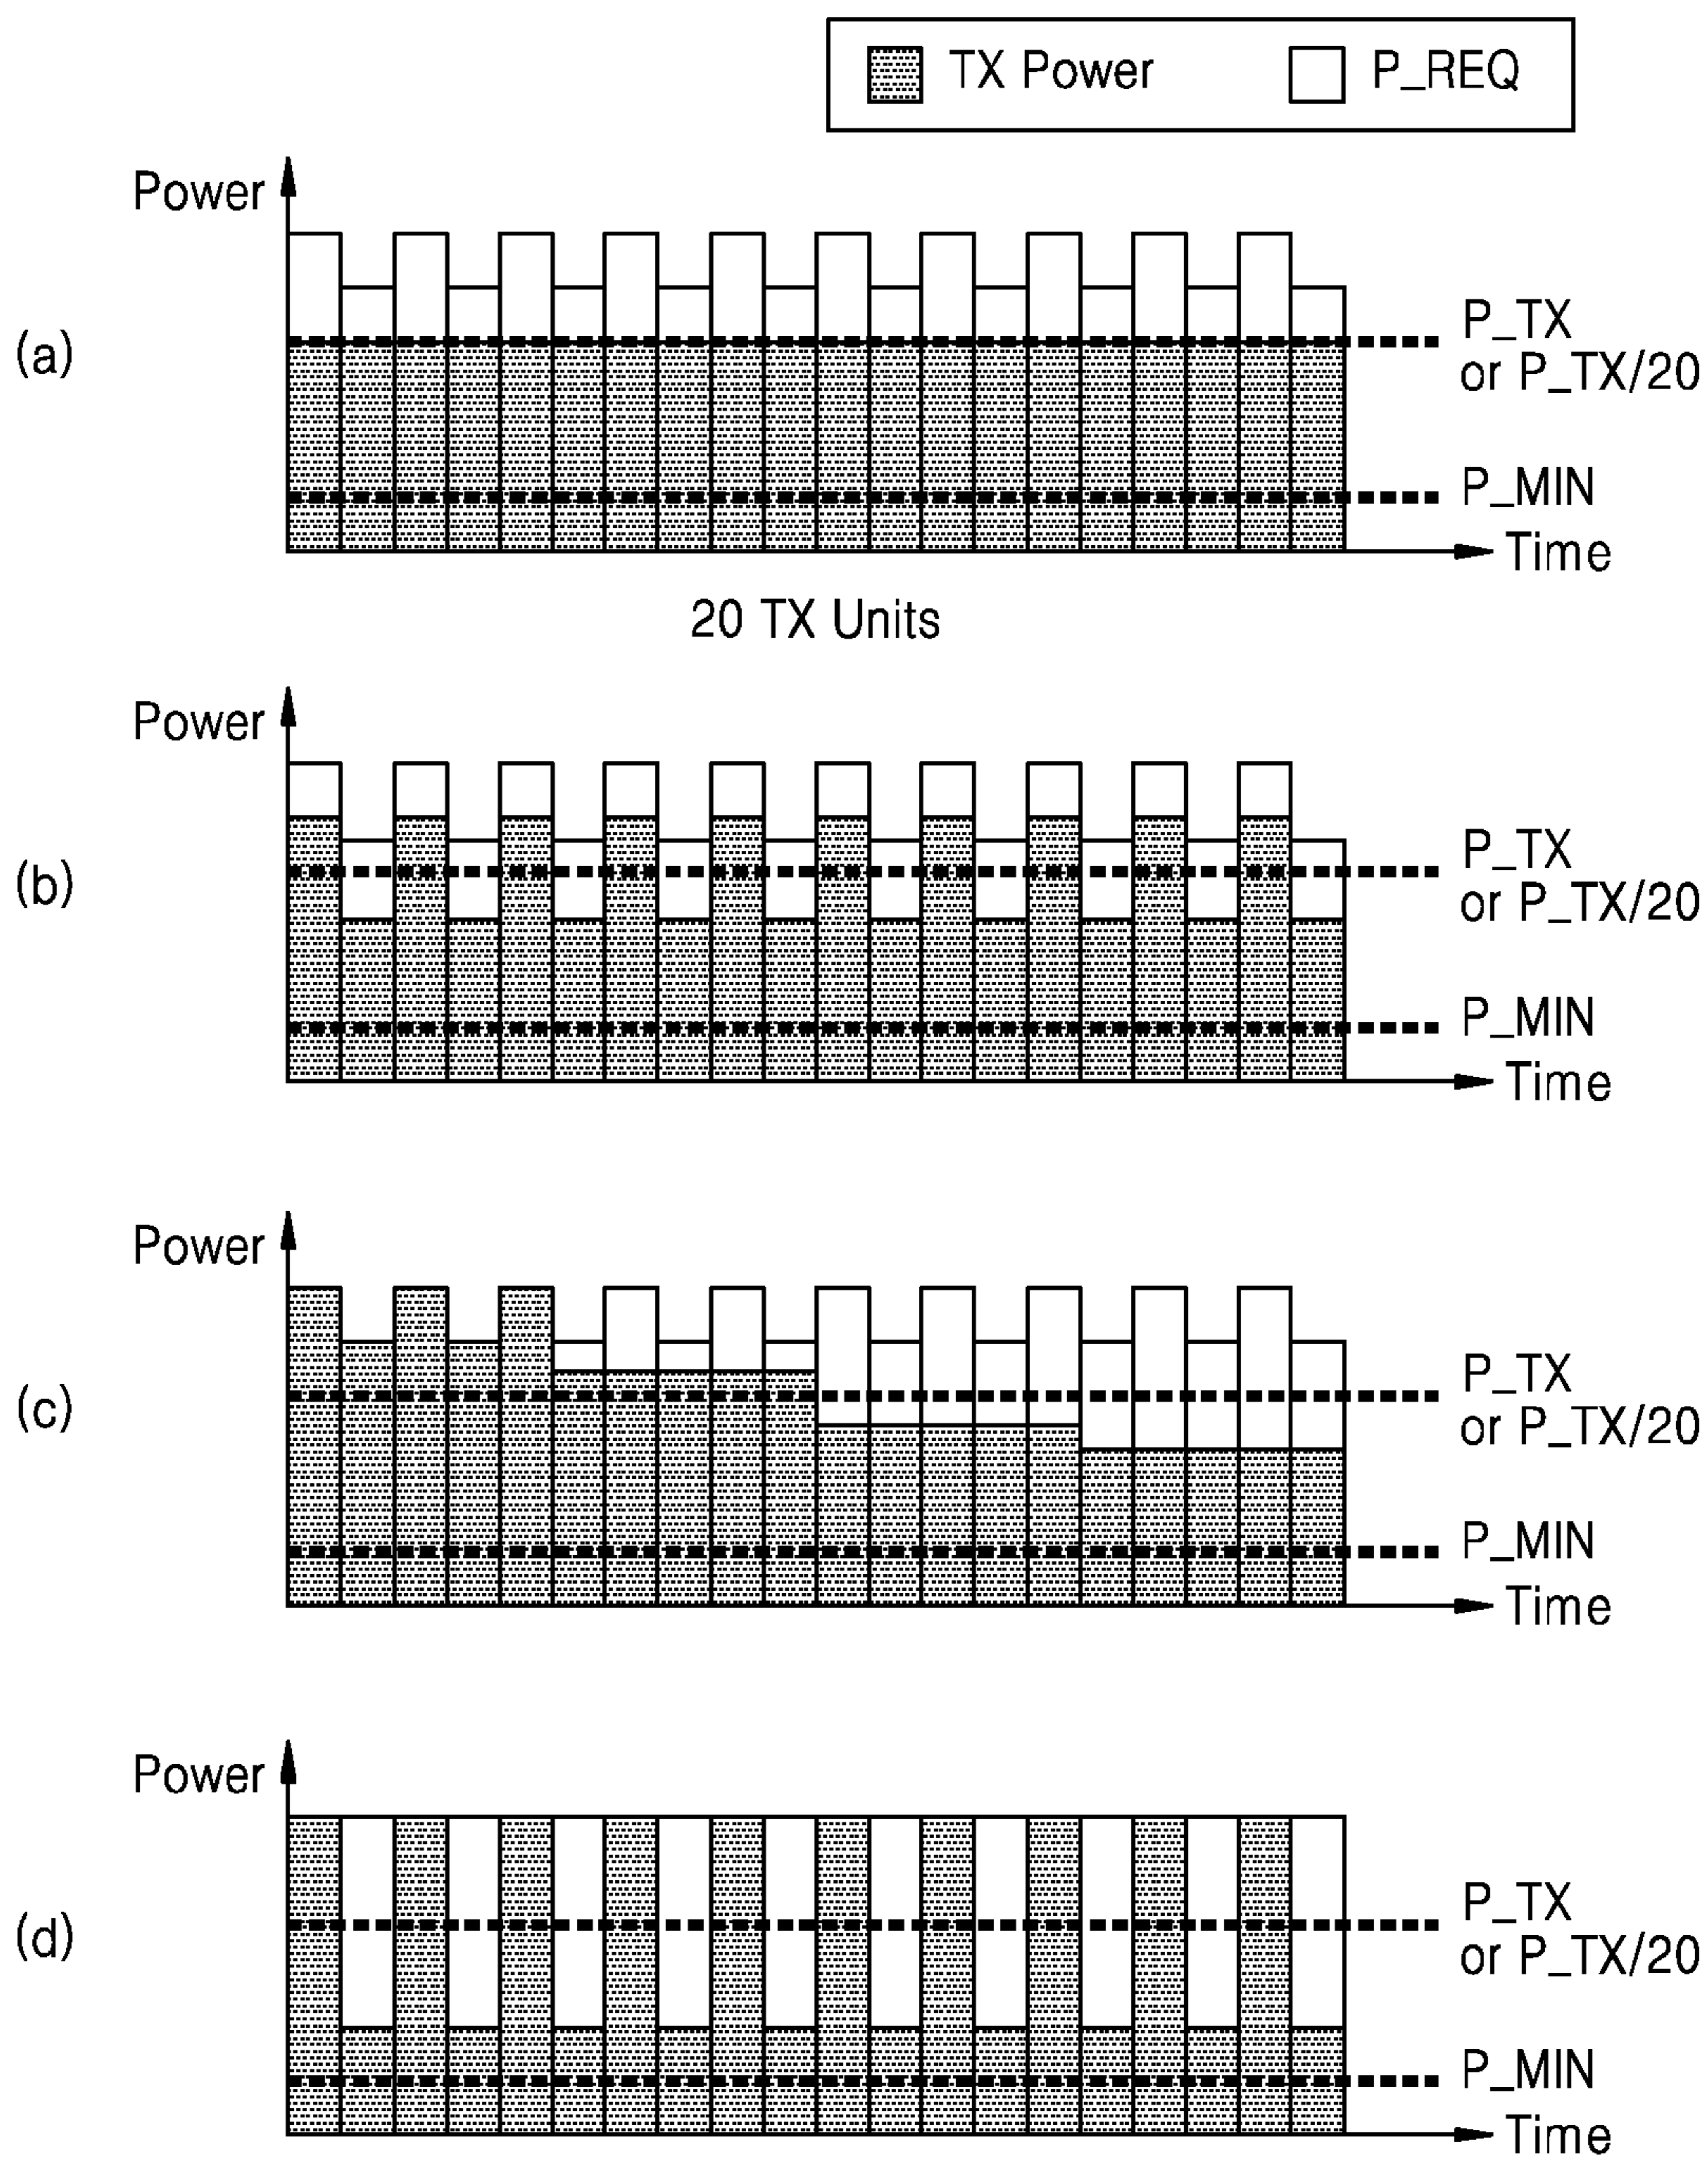 TX Power P_REQ
Power
(a)
P_TX
or P_TX/20
P_MIN
Time
20 TX Units
Power
(b)
P_TX
or P_TX/20
P_MIN
Time
Power
(c)
P_TX
or P_TX/20
P_MIN
Time
Power
(d)
P_TX
or P_TX/20
P_MIN
Time